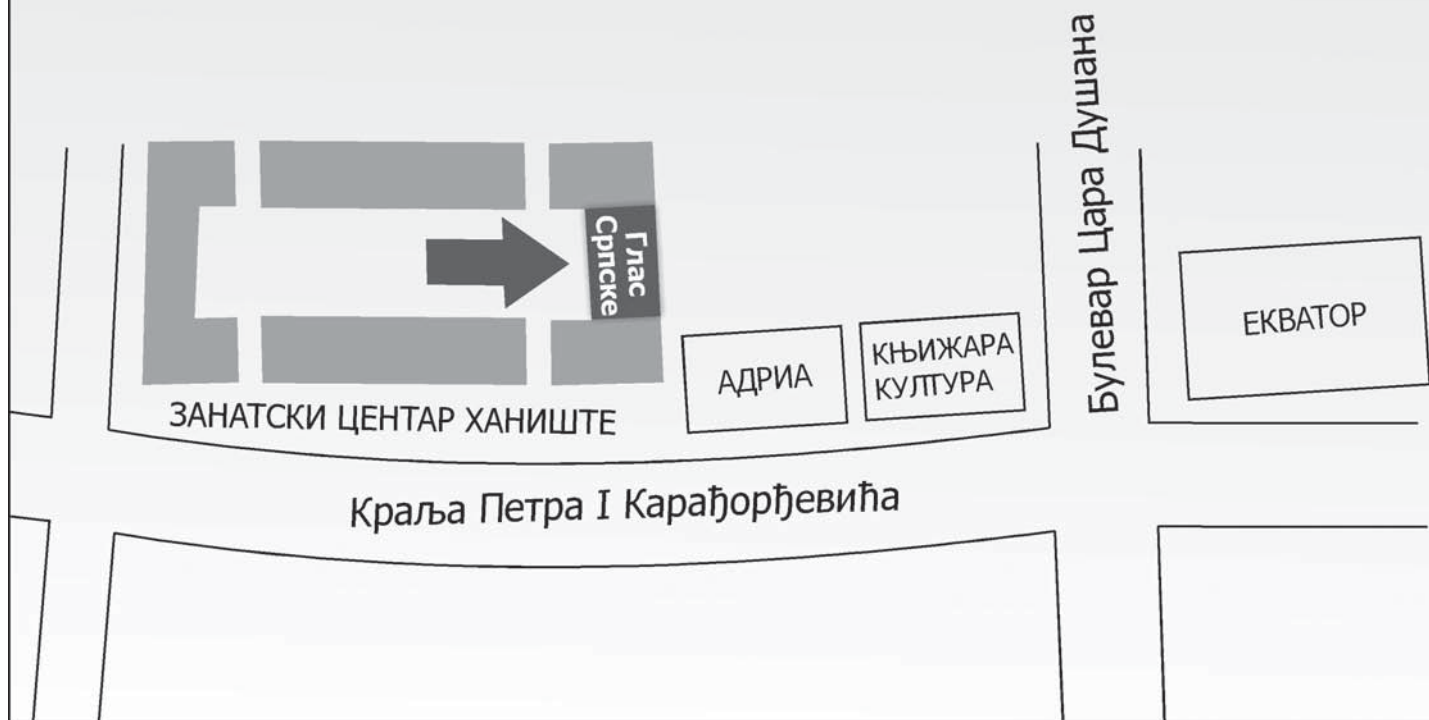 Глас
Српске
АДРИА
КЊИЖАРА
КУЛТУРА
Булевар Цара Душана
ЕКВАТОР
ЗАНАТСКИ ЦЕНТАР ХАНИШТЕ
Краља Петра I Карађорђевића